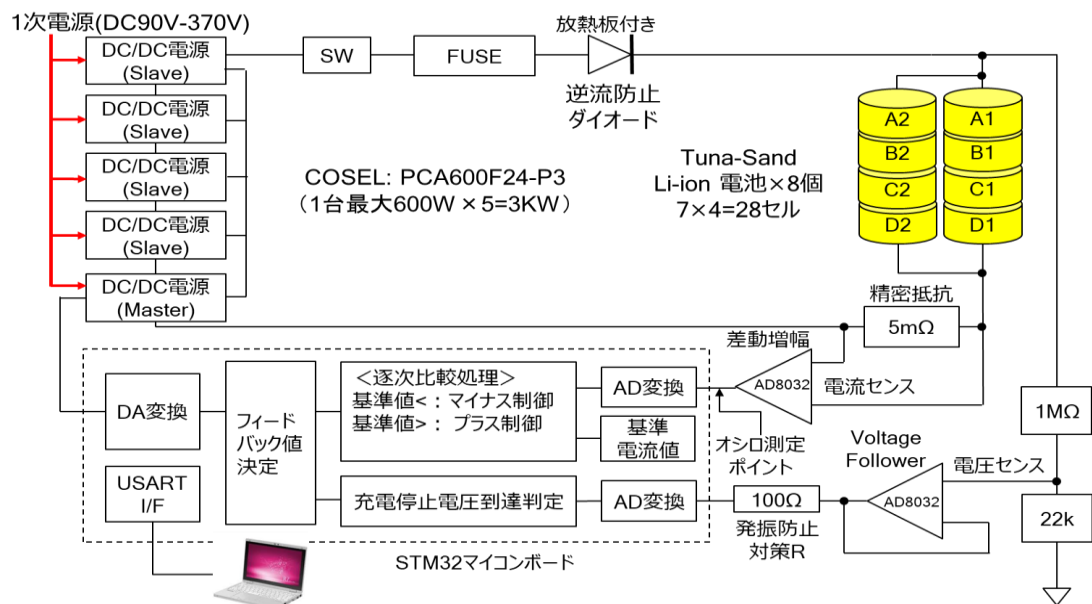 1次電源(DC90V-370V)
DC/DC電源
(Slave)
DC/DC電源
(Slave)
DC/DC電源
(Slave)
DC/DC電源
(Slave)
DC/DC電源
(Master)
SW
FUSE
放熱板付き
逆流防止
ダイオード
COSEL: PCA600F24-P3
（1台最大600W × 5=3KW）
Tuna-Sand
Li-ion 電池×8個
7×4=28セル
A2
B2
C2
D2
A1
B1
C1
D1
精密抵抗
5mΩ
差動増幅
AD8032
電流センス
オシロ測定
ポイント
DA変換
USART
I/F
フィード
バック値
決定
＜逐次比較処理＞
基準値<：マイナス制御
基準値>：プラス制御
AD変換
基準
電流値
充電停止電圧到達判定
AD変換
100Ω
発振防止
対策R
Voltage
Follower
AD8032
電圧センス
1MΩ
22k
STM32マイコンボード